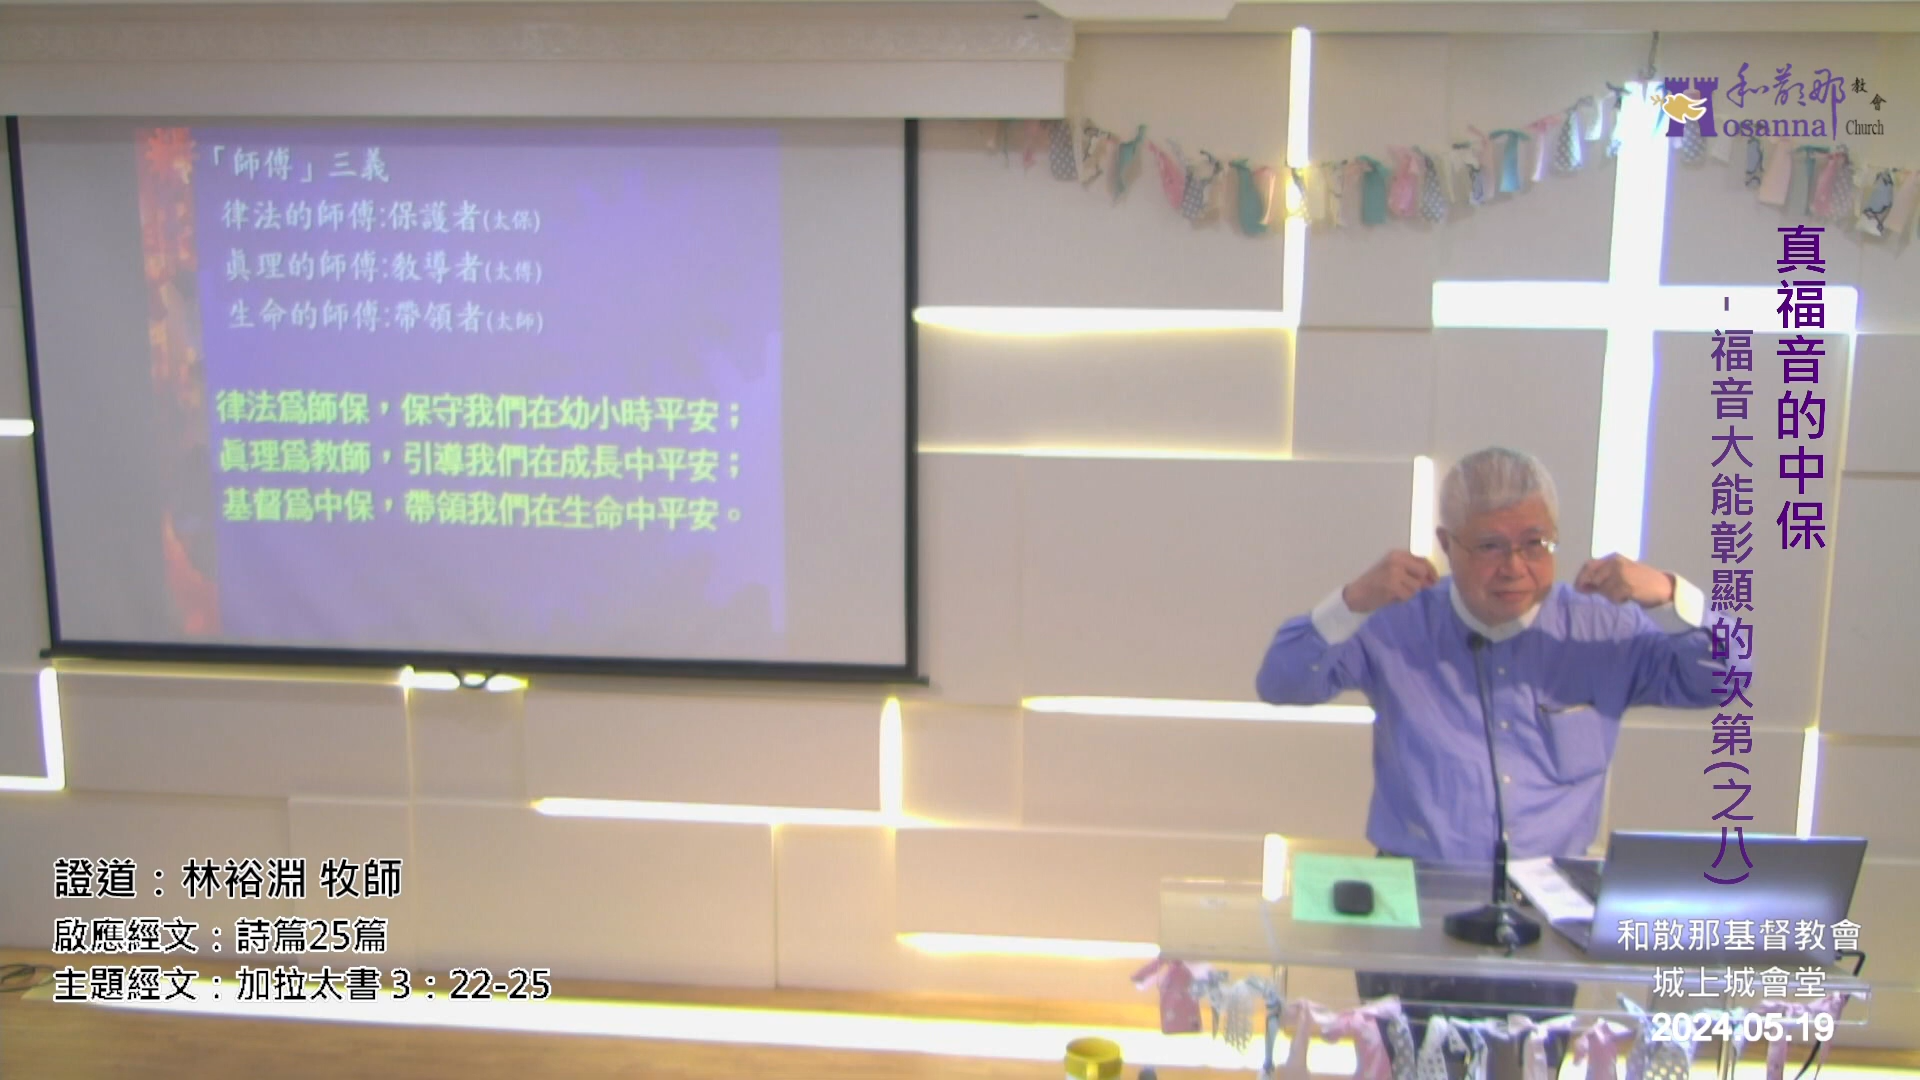 「師傅」三義
律法的師傅:保護者(太保)
眞理的師傅:教導者(太傅)
生命的師傅:帶領者(太師)
律法爲師保，保守我們在幼小時平安；
眞理爲教師，引導我們在成長中平安；
基督爲中保，帶領我們在生命中平安。
和散那教會
Hosanna Church
真福音的中保
-福音大能彰顯的次第(之八)
證道：林裕淵 牧師
啟應經文：詩篇25篇
主題經文：加拉太書 3：22-25
和散那基督教會
城上城會堂
2024.05.19